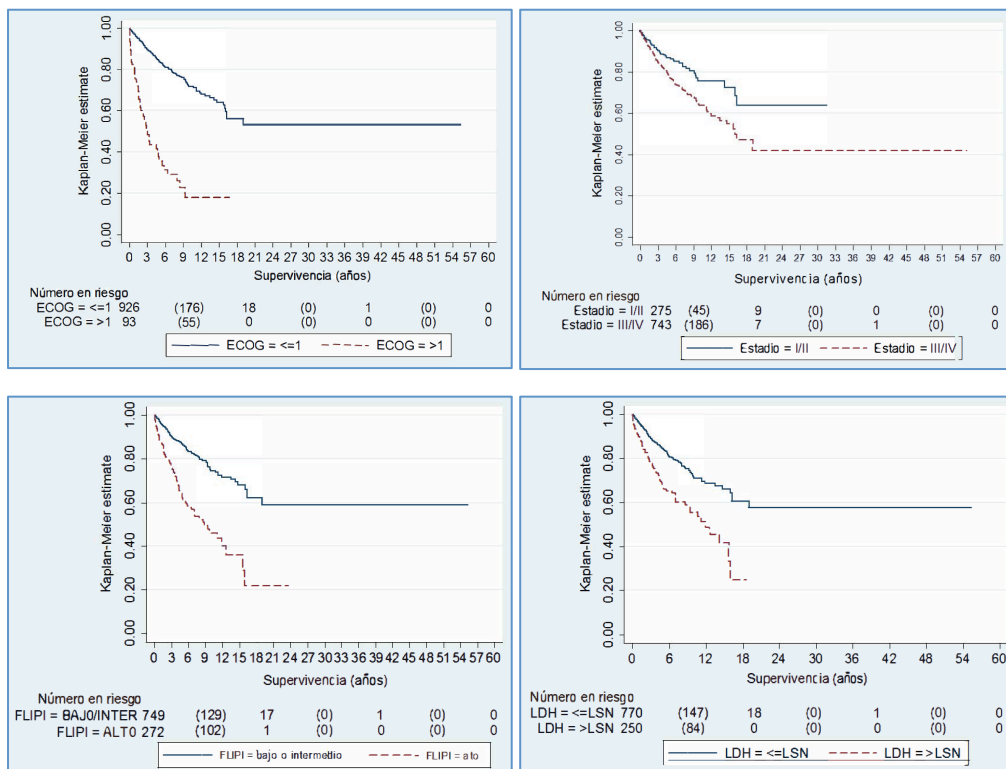 Kaplan-Meier estimate
1.00
0.80
0.60
0.40
0.20
0.00
0 3 6 9 12 15 18 21 24 27 30 33 36 39 42 45 48 51 54 57 60
Supervivencia (años)
Número en riesgo
ECOG = <=1 926 (176) 18 (0) 1 (0) 0
ECOG = >1 93 (55) 0 (0) 0 (0) 0
ECOG = <=1 ECOG = >1
Kaplan-Meier estimate
1.00
0.80
0.60
0.40
0.20
0.00
0 3 6 9 12 15 18 21 24 27 30 33 36 39 42 45 48 51 54 57 60
Supervivencia (años)
Número en riesgo
Estadio = I/II 275 (45) 9 (0) 0 (0) 0
Estadio = III/IV 743 (186) 7 (0) 1 (0) 0
Estadio = I/II Estadio = III/IV
Kaplan-Meier estimate
1.00
0.80
0.60
0.40
0.20
0.00
0 3 6 9 12 15 18 21 24 27 30 33 36 39 42 45 48 51 54 57 60
Supervivencia (años)
Número en riesgo
FLIPI = BAJ0/INTER 749 (129) 17 (0) 1 (0) 0
FLIPI = ALT0 272 (102) 1 (0) 0 (0) 0
FLIPI = bajo o intermedio FLIPI = ato
Kaplan-Meier estimate
1.00
0.80
0.60
0.40
0.20
0.00
0 6 12 18 24 30 36 42 48 54 60
Supervivencia (años)
Número en riesgo
LDH = <=LSN 770 (147) 18 (0) 1 (0) 0
LDH = >LSN 250 (84) 0 (0) 0 (0) 0
LDH = <=LSN LDH = >LSN